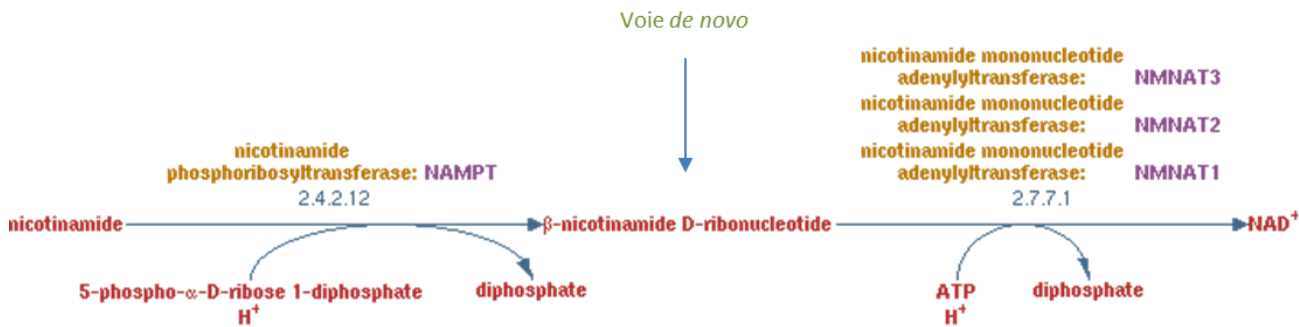 Voie de novo
nicotinamide mononucleotide
adenylyltransferase: NMNAT3
nicotinamide mononucleotide
adenylyltransferase: NMNAT2
nicotinamide mononucleotide
adenylyltransferase: NMNAT1
2.7.7.1
nicotinamide
phosphoribosyltransferase: NAMPT
2.4.2.12
nicotinamide
β-nicotinamide D-ribonucleotide
NAD+
5-phospho-α-D-ribose 1-diphosphate
H+
diphosphate
ATP
H+
diphosphate